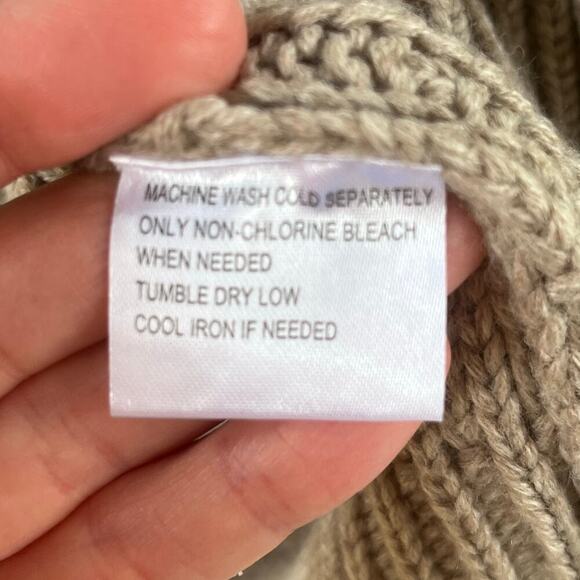 MACHINE WASH COLD SEPARATELY
ONLY NON-CHLORINE BLEACH
WHEN NEEDED
TUMBLE DRY LOW
COOL IRON IF NEEDED